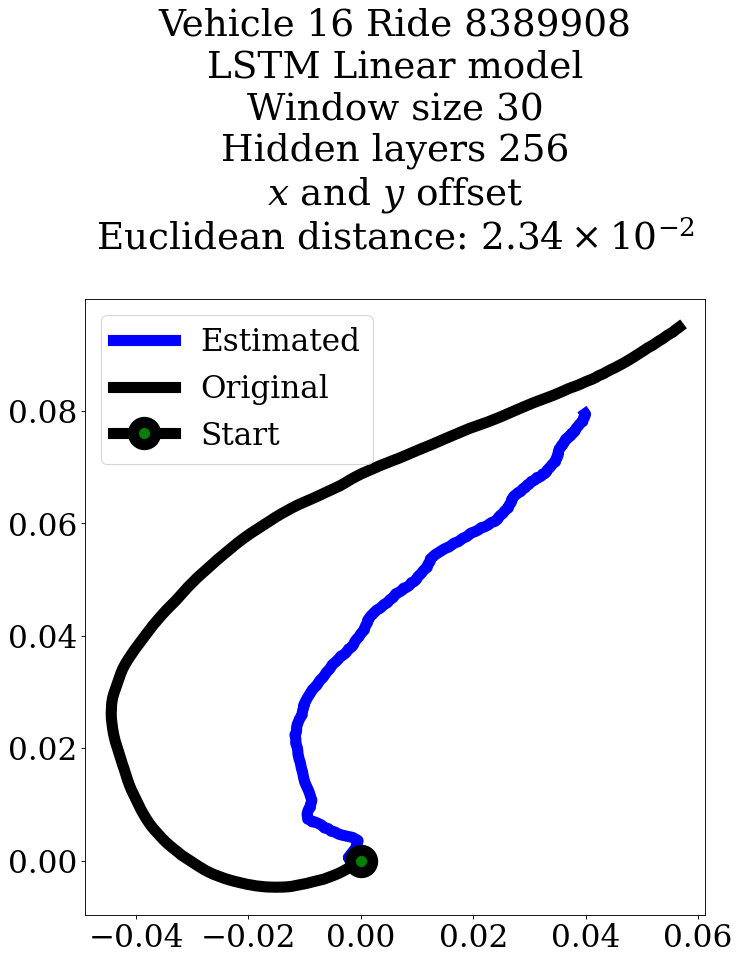 Vehicle 16 Ride 8389908
LSTM Linear model
Window size 30
Hidden layers 256
x and y offset
Euclidean distance: 2.34 × 10⁻²
Estimated
Original
Start
0.08
0.06
0.04
0.02
0.00
−0.04 −0.02 0.00 0.02 0.04 0.06